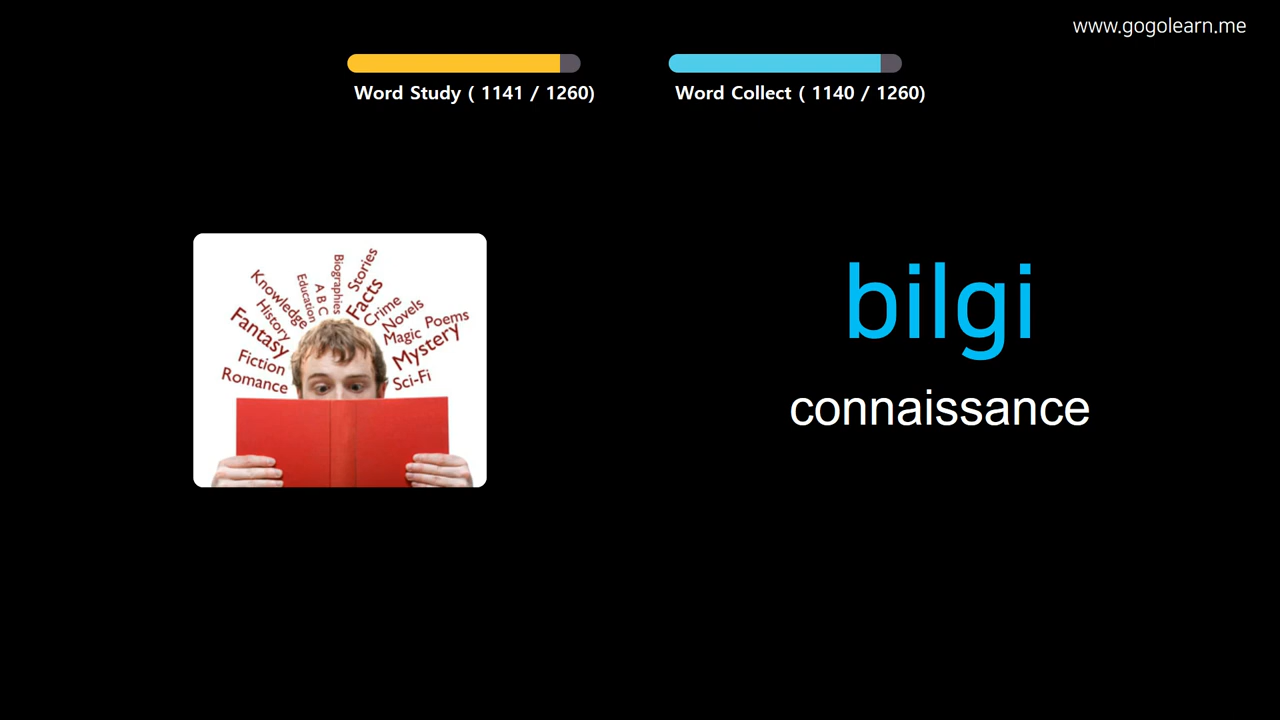 www.gogolearn.me
Word Study ( 1141 / 1260)
Word Collect ( 1140 / 1260)
Knowledge
History
Fantasy
Fiction
Romance
Education
A B C
Biographies
Stories
Facts
Crime
Novels
Magic
Poems
Mystery
Sci-Fi
bilgi
connaissance